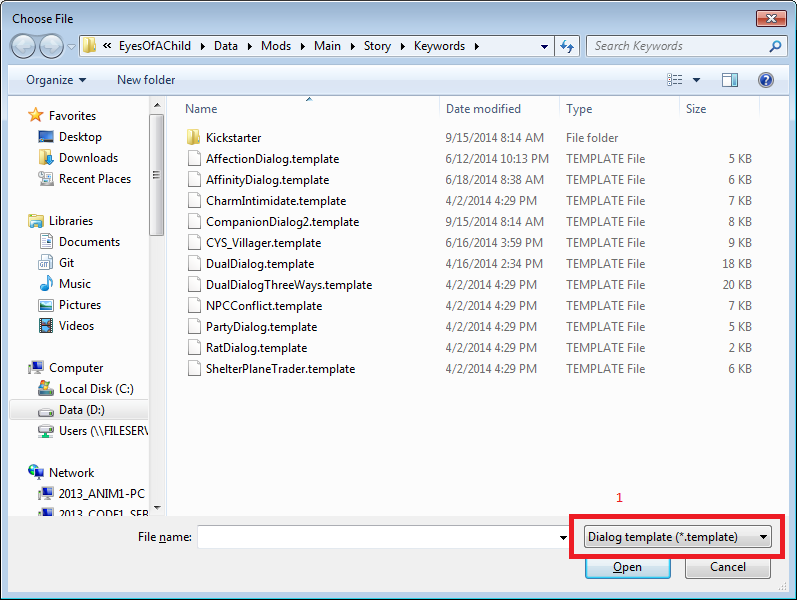 Choose File
« EyesOfAChild Data Mods Main Story Keywords
Search Keywords
Organize New folder
Name Date modified Type Size
Favorites
Desktop
Downloads
Recent Places
Libraries
Documents
Git
Music
Pictures
Videos
Computer
Local Disk (C:)
Data (D:)
Users (\\FILESERV
Network
2013_ANIM1-PC
2013_CODE1_SER
Kickstarter 9/15/2014 8:14 AM File folder
AffectionDialog.template 6/12/2014 10:13 PM TEMPLATE File 5 KB
AffinityDialog.template 6/18/2014 8:38 AM TEMPLATE File 6 KB
CharmIntimidate.template 4/2/2014 4:29 PM TEMPLATE File 7 KB
CompanionDialog2.template 9/15/2014 8:14 AM TEMPLATE File 8 KB
CYS_Villager.template 6/16/2014 3:59 PM TEMPLATE File 9 KB
DualDialog.template 4/16/2014 2:34 PM TEMPLATE File 18 KB
DualDialogThreeWays.template 4/2/2014 4:29 PM TEMPLATE File 20 KB
NPCConflict.template 4/2/2014 4:29 PM TEMPLATE File 7 KB
PartyDialog.template 4/2/2014 4:29 PM TEMPLATE File 5 KB
RatDialog.template 4/2/2014 4:29 PM TEMPLATE File 2 KB
ShelterPlaneTrader.template 4/2/2014 4:29 PM TEMPLATE File 6 KB
1
File name:
Dialog template (*.template)
Open Cancel